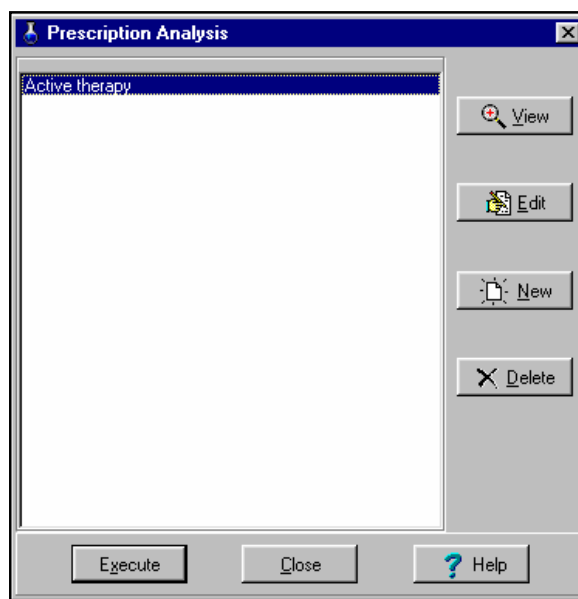 Prescription Analysis
Active therapy
View
Edit
New
Delete
Execute
Close
Help